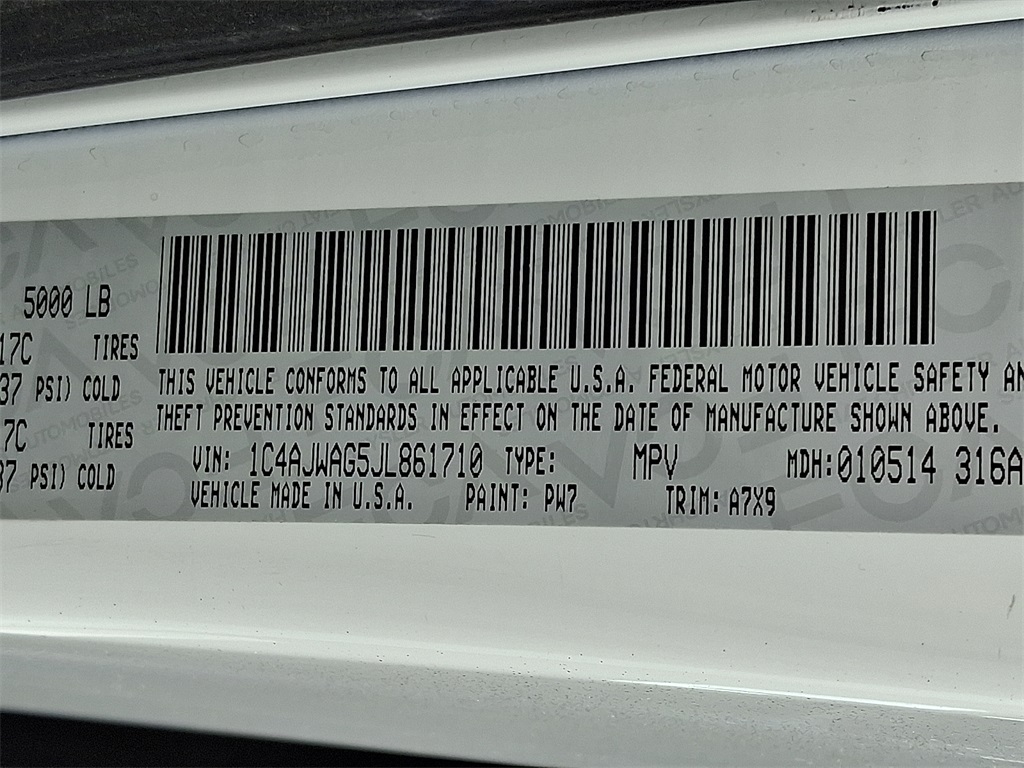 5000 LB
17C TIRES
37 PSI) COLD
7C TIRES
37 PSI) COLD
THIS VEHICLE CONFORMS TO ALL APPLICABLE U.S.A. FEDERAL MOTOR VEHICLE SAFETY AN
THEFT PREVENTION STANDARDS IN EFFECT ON THE DATE OF MANUFACTURE SHOWN ABOVE.
VIN: 1C4AJWAG5JL861710 TYPE: MPV MDH:010514 316A
VEHICLE MADE IN U.S.A. PAINT: PW7 TRIM: A7X9